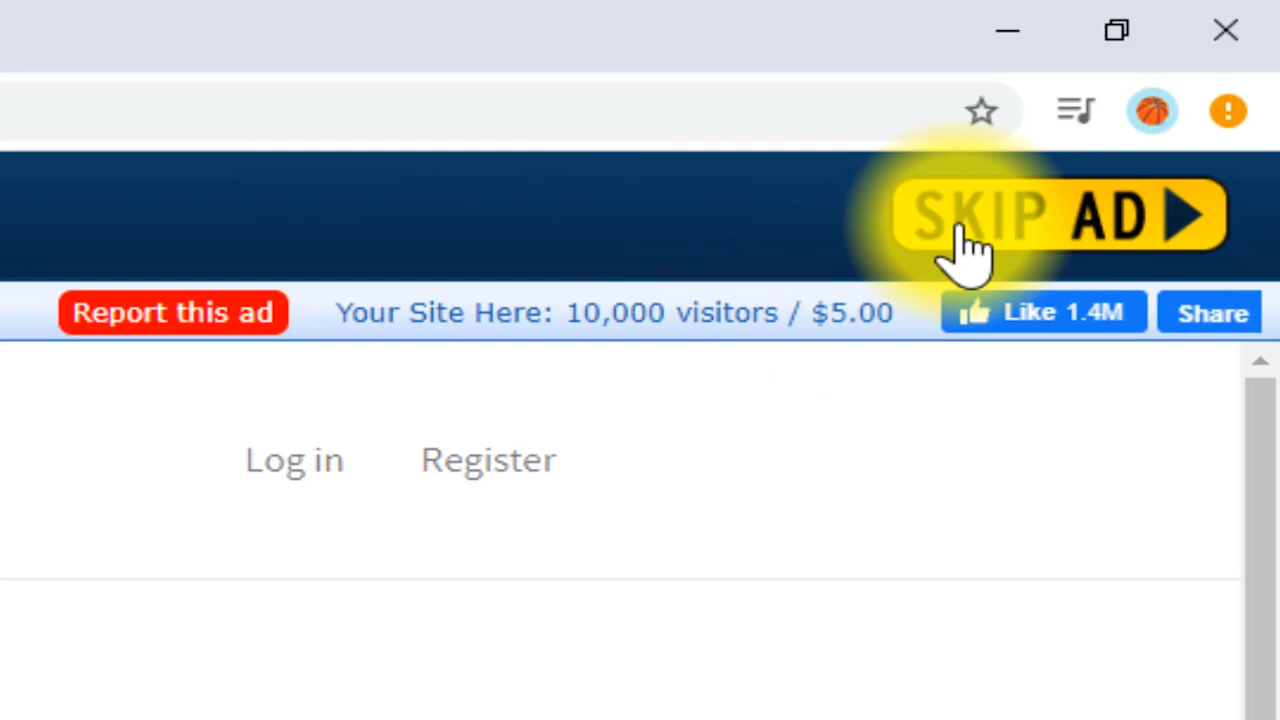 SKIP AD
Report this ad Your Site Here: 10,000 visitors / $5.00 Like 1.4M Share
Log in Register